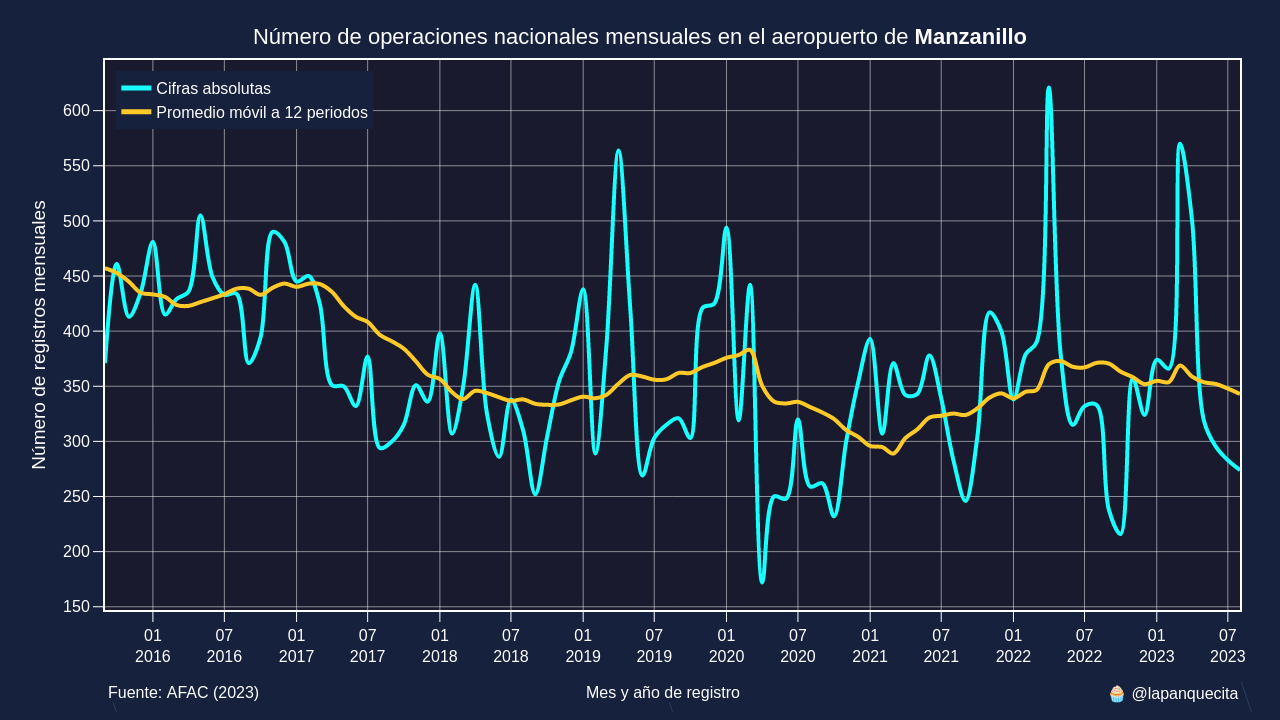 Número de operaciones nacionales mensuales en el aeropuerto de Manzanillo
Cifras absolutas
Promedio móvil a 12 periodos
Número de registros mensuales
600
550
500
450
400
350
300
250
200
150
01 07 01 07 01 07 01 07 01 07 01 07 01 07 01 07
2016 2016 2017 2017 2018 2018 2019 2019 2020 2020 2021 2021 2022 2022 2023 2023
Fuente: AFAC (2023) Mes y año de registro 🧁 @lapanquecita